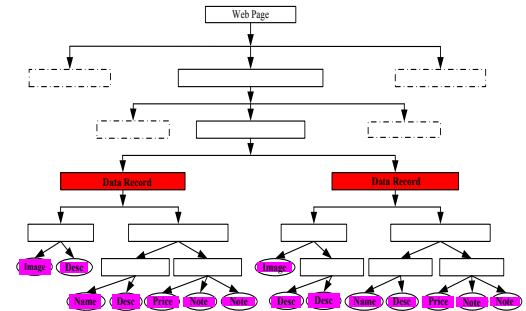 Web Page
Data Record Data Record
Image Desc Image
Name Desc Price Note Note Desc Desc Name Desc Price Note Note